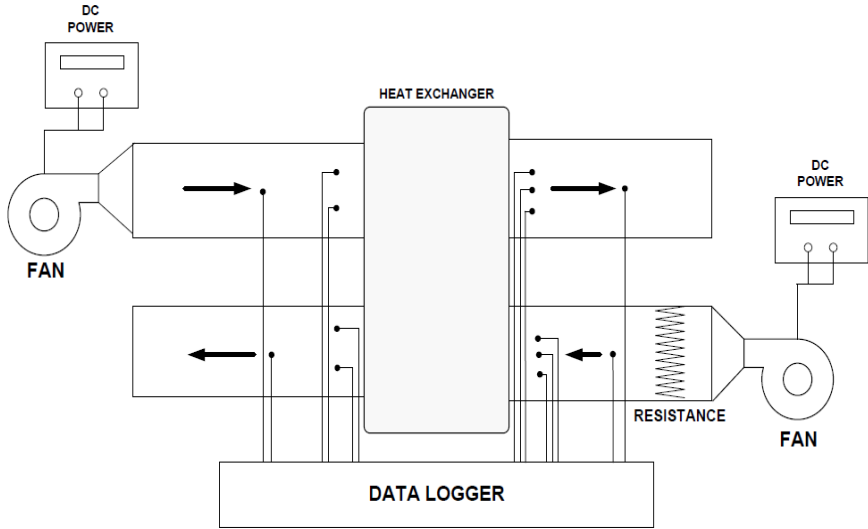 DC
POWER
HEAT EXCHANGER
DC
POWER
FAN
RESISTANCE
FAN
DATA LOGGER